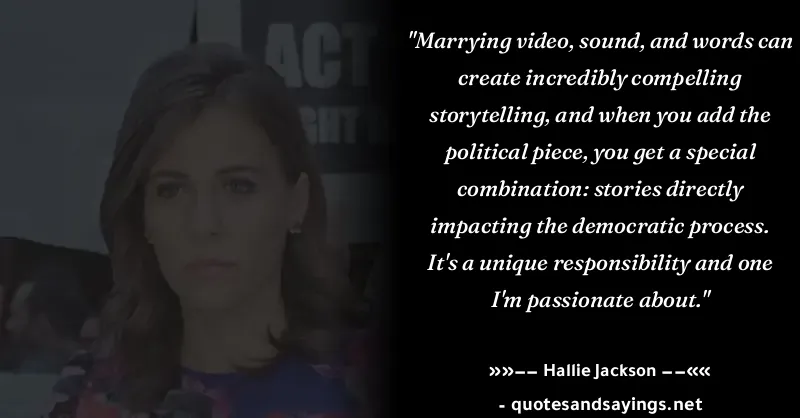 ACT
GHT
"Marrying video, sound, and words can
create incredibly compelling
storytelling, and when you add the
political piece, you get a special
combination: stories directly
impacting the democratic process.
It's a unique responsibility and one
I'm passionate about."
»»−− Hallie Jackson −−««
- quotesandsayings.net